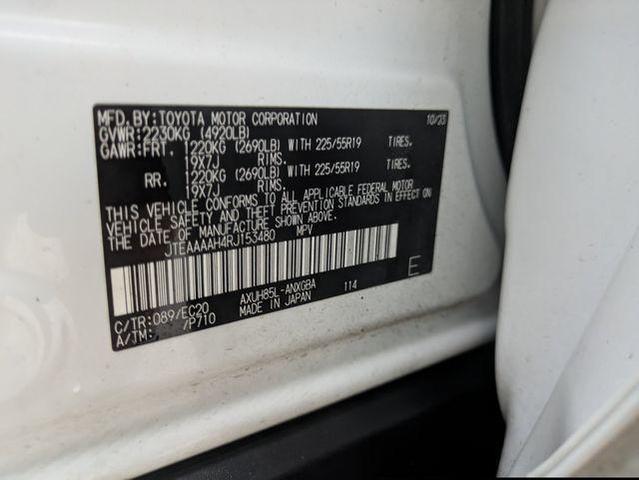 MFD.BY:TOYOTA MOTOR CORPORATION 10/23
GVWR:2230KG (4920LB)
GAWR:FRT. 1220KG (2690LB) WITH 225/55R19 TIRES.
19X7J RIMS.
RR. 1220KG (2690LB) WITH 225/55R19 TIRES.
19X7J RIMS.
THIS VEHICLE CONFORMS TO ALL APPLICABLE FEDERAL MOTOR
VEHICLE SAFETY AND THEFT PREVENTION STANDARDS IN EFFECT ON
THE DATE OF MANUFACTURE SHOWN ABOVE.
JTEAAAAH4RJ153480 MPV
E
C/TR:089/EC20 AXUH85L-ANXGBA 114
A/TM: /P710 MADE IN JAPAN